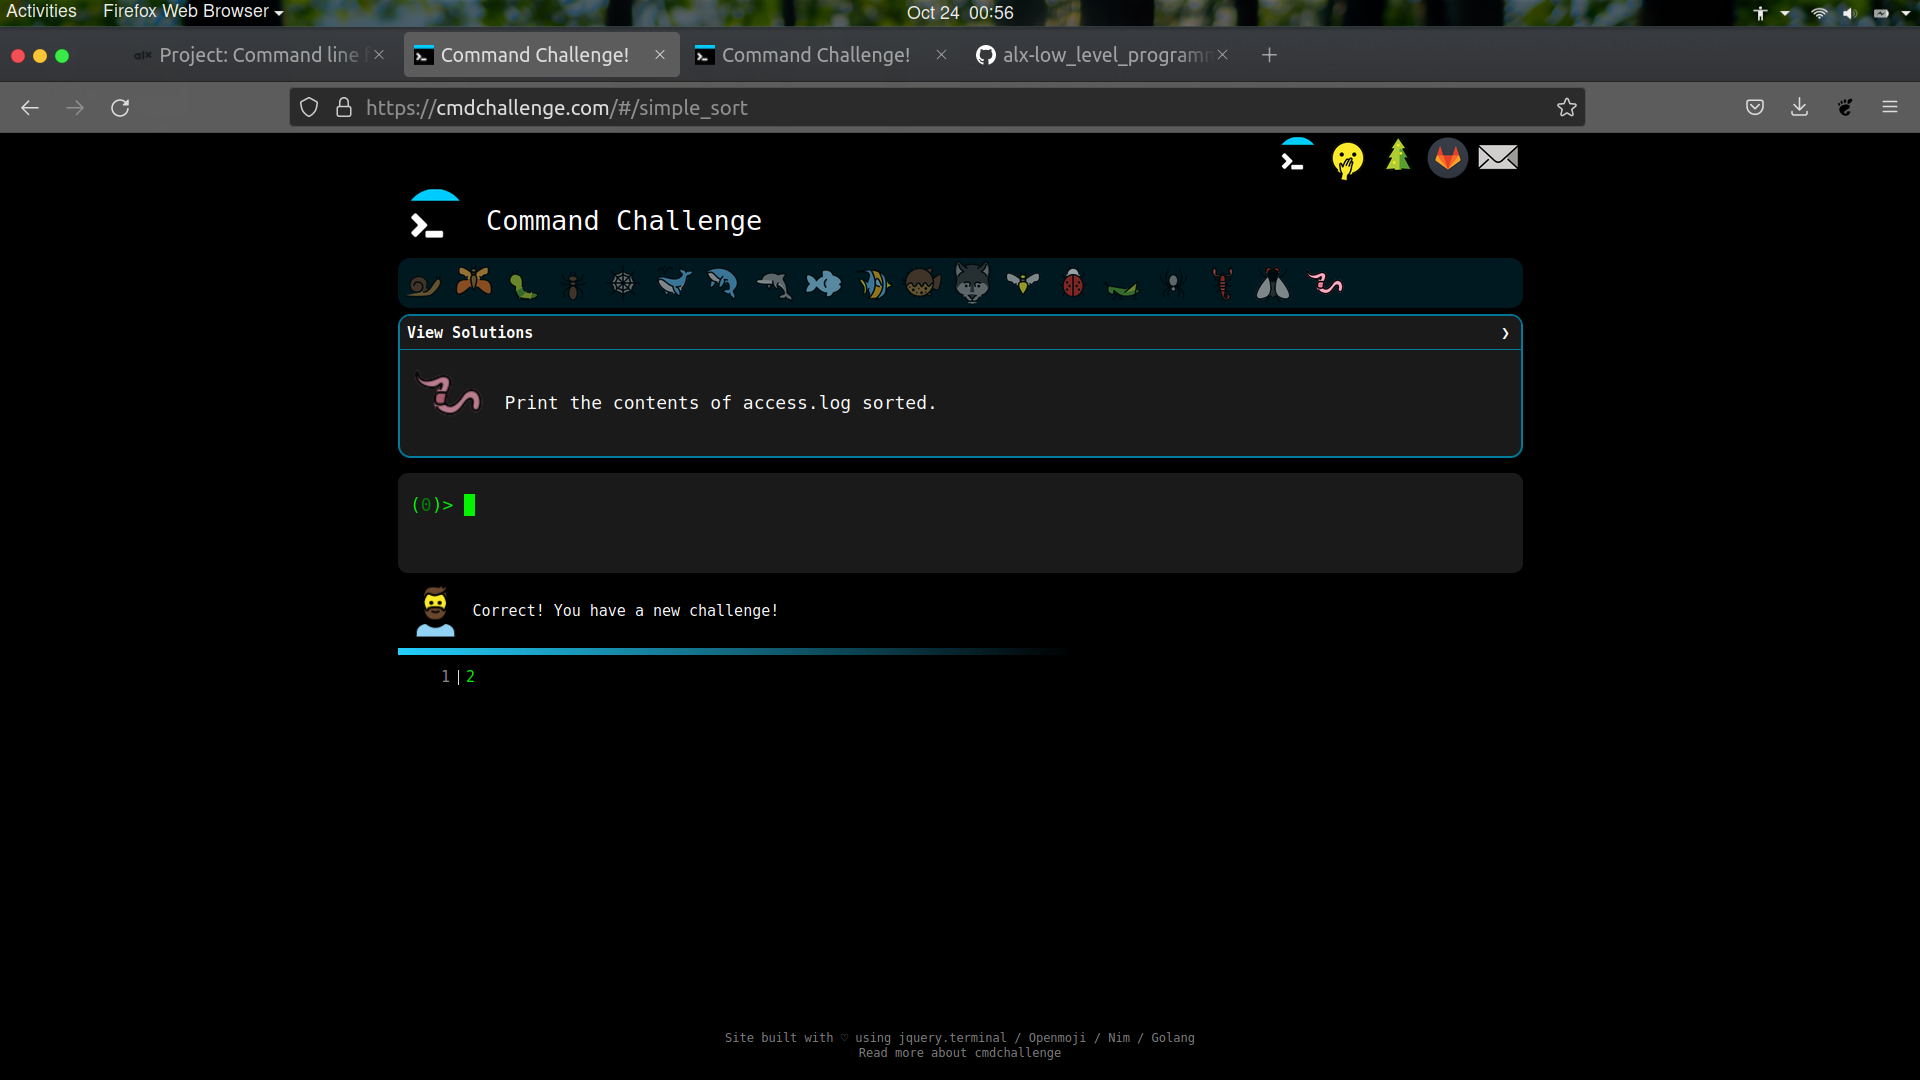 Activities Firefox Web Browser Oct 24 00:56
alx Project: Command line Command Challenge! Command Challenge! alx-low_level_programm
https://cmdchallenge.com/#/simple_sort
Command Challenge
View Solutions
Print the contents of access.log sorted.
(0)>
Correct! You have a new challenge!
1|2
Site built with ♡ using jquery.terminal / Openmoji / Nim / Golang
Read more about cmdchallenge